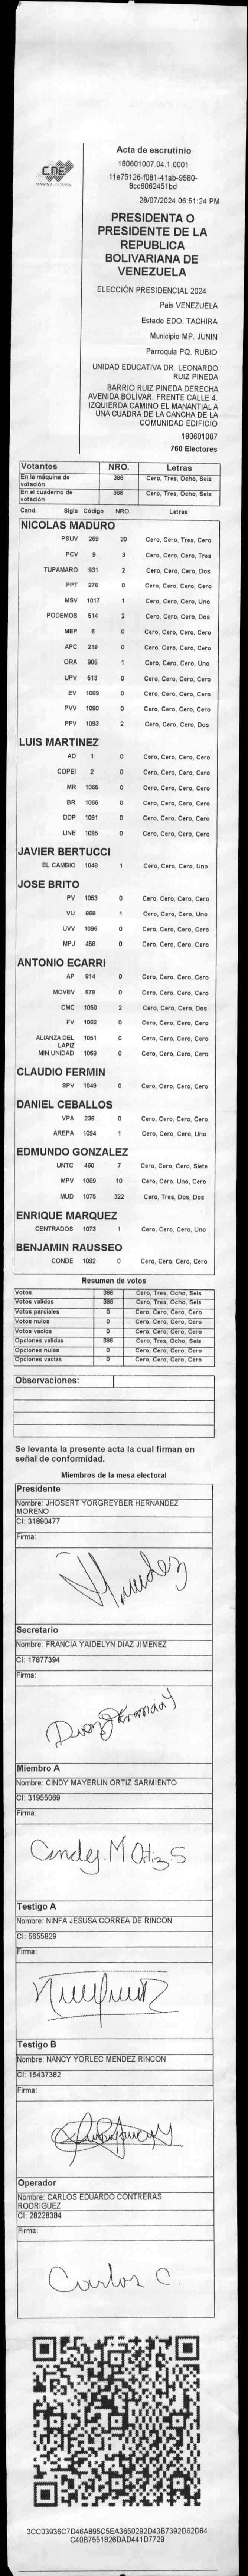 CNE
PODER ELECTORAL
Acta de escrutinio
180601007.04.1.0001
11e75126-f081-41ab-9580-
8cc6062451bd
28/07/2024 06:51:24 PM
PRESIDENTA O
PRESIDENTE DE LA
REPUBLICA
BOLIVARIANA DE
VENEZUELA
ELECCIÓN PRESIDENCIAL 2024
País VENEZUELA
Estado EDO. TACHIRA
Municipio MP. JUNIN
Parroquia PQ. RUBIO
UNIDAD EDUCATIVA DR. LEONARDO
RUIZ PINEDA
BARRIO RUIZ PINEDA DERECHA
AVENIDA BOLÍVAR. FRENTE CALLE 4.
IZQUIERDA CAMINO EL MANANTIAL A
UNA CUADRA DE LA CANCHA DE LA
COMUNIDAD EDIFICIO
180601007
760 Electores
Votantes NRO. Letras
En la máquina de votación 386 Cero, Tres, Ocho, Seis
En el cuaderno de votación 386 Cero, Tres, Ocho, Seis
Cand. Sigla Código NRO. Letras
NICOLAS MADURO
PSUV 269 30 Cero, Cero, Tres, Cero
PCV 9 3 Cero, Cero, Cero, Tres
TUPAMARO 931 2 Cero, Cero, Cero, Dos
PPT 276 0 Cero, Cero, Cero, Cero
MSV 1017 1 Cero, Cero, Cero, Uno
PODEMOS 514 2 Cero, Cero, Cero, Dos
MEP 6 0 Cero, Cero, Cero, Cero
APC 219 0 Cero, Cero, Cero, Cero
ORA 906 1 Cero, Cero, Cero, Uno
UPV 513 0 Cero, Cero, Cero, Cero
EV 1089 0 Cero, Cero, Cero, Cero
PVV 1090 0 Cero, Cero, Cero, Cero
PFV 1093 2 Cero, Cero, Cero, Dos
LUIS MARTINEZ
AD 1 0 Cero, Cero, Cero, Cero
COPEI 2 0 Cero, Cero, Cero, Cero
MR 1065 0 Cero, Cero, Cero, Cero
BR 1066 0 Cero, Cero, Cero, Cero
DDP 1091 0 Cero, Cero, Cero, Cero
UNE 1095 0 Cero, Cero, Cero, Cero
JAVIER BERTUCCI
EL CAMBIO 1048 1 Cero, Cero, Cero, Uno
JOSE BRITO
PV 1053 0 Cero, Cero, Cero, Cero
VU 989 1 Cero, Cero, Cero, Uno
UVV 1096 0 Cero, Cero, Cero, Cero
MPJ 458 0 Cero, Cero, Cero, Cero
ANTONIO ECARRI
AP 914 0 Cero, Cero, Cero, Cero
MOVEV 879 0 Cero, Cero, Cero, Cero
CMC 1050 2 Cero, Cero, Cero, Dos
FV 1062 0 Cero, Cero, Cero, Cero
ALIANZA DEL LAPIZ 1051 0 Cero, Cero, Cero, Cero
MIN UNIDAD 1069 0 Cero, Cero, Cero, Cero
CLAUDIO FERMIN
SPV 1049 0 Cero, Cero, Cero, Cero
DANIEL CEBALLOS
VPA 236 0 Cero, Cero, Cero, Cero
AREPA 1094 1 Cero, Cero, Cero, Uno
EDMUNDO GONZALEZ
UNTC 460 7 Cero, Cero, Cero, Siete
MPV 1069 10 Cero, Cero, Uno, Cero
MUD 1075 322 Cero, Tres, Dos, Dos
ENRIQUE MARQUEZ
CENTRADOS 1073 1 Cero, Cero, Cero, Uno
BENJAMIN RAUSSEO
CONDE 1092 0 Cero, Cero, Cero, Cero
Resumen de votos
Votos 386 Cero, Tres, Ocho, Seis
Votos validos 386 Cero, Tres, Ocho, Seis
Votos parciales 0 Cero, Cero, Cero, Cero
Votos nulos 0 Cero, Cero, Cero, Cero
Votos vacios 0 Cero, Cero, Cero, Cero
Opciones validas 386 Cero, Tres, Ocho, Seis
Opciones nulas 0 Cero, Cero, Cero, Cero
Opciones vacias 0 Cero, Cero, Cero, Cero
Observaciones:
Se levanta la presente acta la cual firman en
señal de conformidad.
Miembros de la mesa electoral
Presidente
Nombre: JHOSERT YORGREYBER HERNANDEZ
MORENO
CI: 31890477
Firma:
Secretario
Nombre: FRANCIA YAIDELYN DIAZ JIMENEZ
CI: 17877394
Firma:
Miembro A
Nombre: CINDY MAYERLIN ORTIZ SARMIENTO
CI: 31955069
Firma:
Cindy. M Ortiz S
Testigo A
Nombre: NINFA JESUSA CORREA DE RINCON
CI: 5655829
Firma:
Testigo B
Nombre: NANCY YORLEC MENDEZ RINCON
CI: 15437382
Firma:
Operador
Nombre: CARLOS EDUARDO CONTRERAS
RODRIGUEZ
CI: 28228384
Firma:
Carlos C.
3CC03936C7D46A895C5EA3650292D43B7392D62D84
C40B7551826DAD441D7729